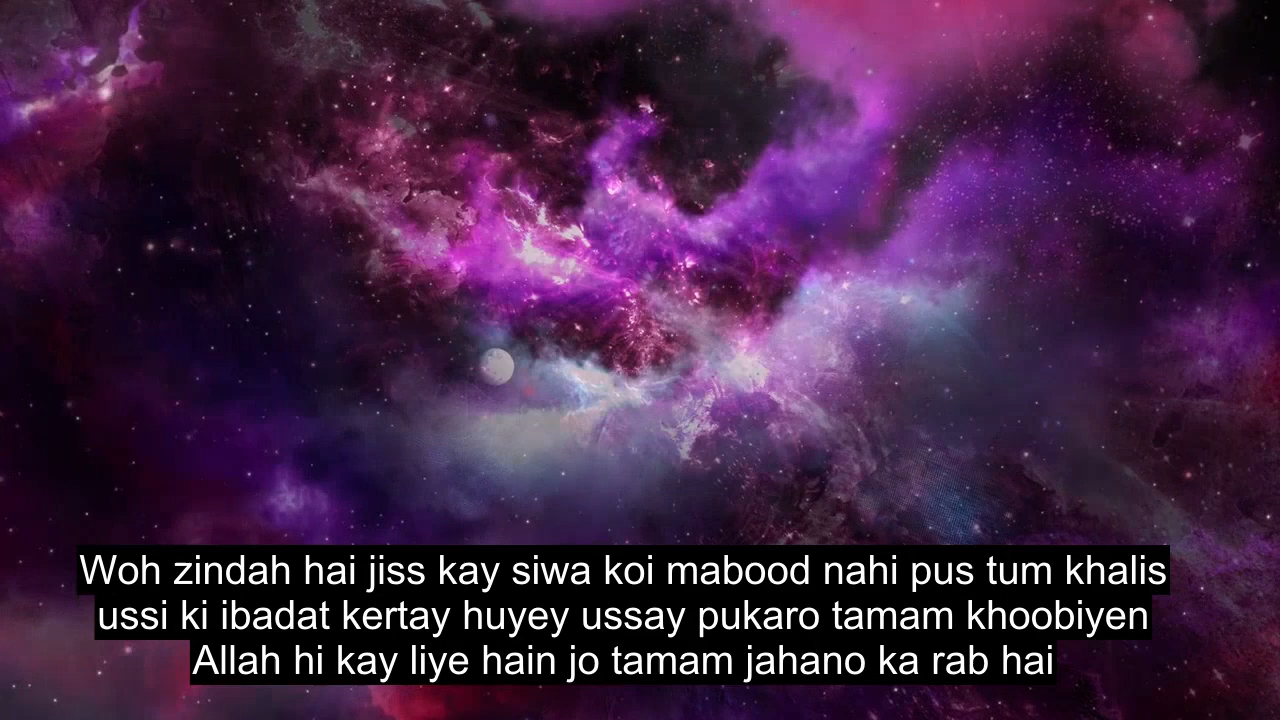 Woh zindah hai jiss kay siwa koi mabood nahi pus tum khalis
ussi ki ibadat kertay huyey ussay pukaro tamam khoobiyen
Allah hi kay liye hain jo tamam jahano ka rab hai